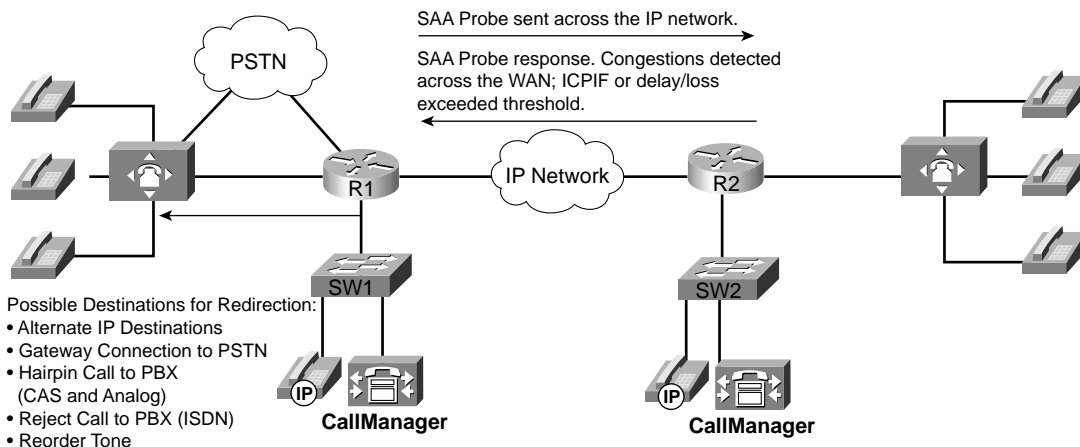 SAA Probe sent across the IP network.
SAA Probe response. Congestions detected
across the WAN; ICPIF or delay/loss
exceeded threshold.
PSTN
R1
IP Network
R2
SW1
SW2
Possible Destinations for Redirection:
• Alternate IP Destinations
• Gateway Connection to PSTN
• Hairpin Call to PBX
(CAS and Analog)
• Reject Call to PBX (ISDN)
• Reorder Tone
IP
CallManager
IP
CallManager